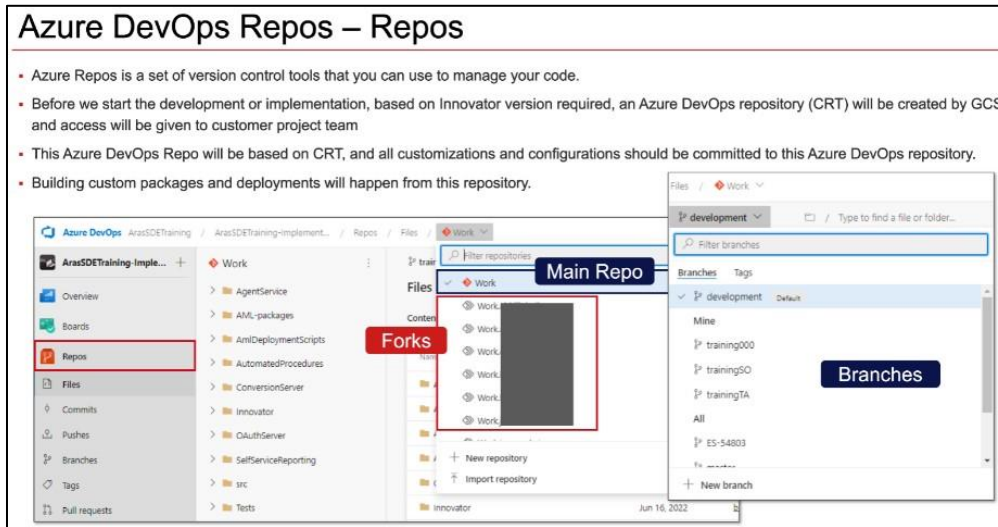 Azure DevOps Repos – Repos
Azure Repos is a set of version control tools that you can use to manage your code.
Before we start the development or implementation, based on Innovator version required, an Azure DevOps repository (CRT) will be created by GCS
and access will be given to customer project team
This Azure DevOps Repo will be based on CRT, and all customizations and configurations should be committed to this Azure DevOps repository.
Building custom packages and deployments will happen from this repository.
Azure DevOps ArasSDETraining / ArasSDETraining-Implement... / Repos / Files / Work
ArasSDETraining-Imple... +
Overview
Boards
Repos
Files
Commits
Pushes
Branches
Tags
Pull requests
Work
AgentService
AML-packages
AmlDeploymentScripts
AutomatedProcedures
ConversionServer
Innovator
OAuthServer
SelfServiceReporting
src
Tests
Forks
Files
Filter repositories
Main Repo
Work
Work.
Work.
Work.
Work.
Work.
+ New repository
Import repository
Innovator Jun 16, 2022
Files / Work
development / Type to find a file or folder...
Filter branches
Branches Tags
development Default
Mine
training000
trainingSO
trainingTA
Branches
All
ES-54803
master
+ New branch